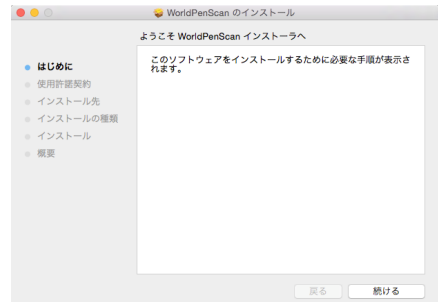 WorldPenScan のインストール
ようこそ WorldPenScan インストーラへ
はじめに
使用許諾契約
インストール先
インストールの種類
インストール
概要
このソフトウェアをインストールするために必要な手順が表示さ
れます。
戻る
続ける